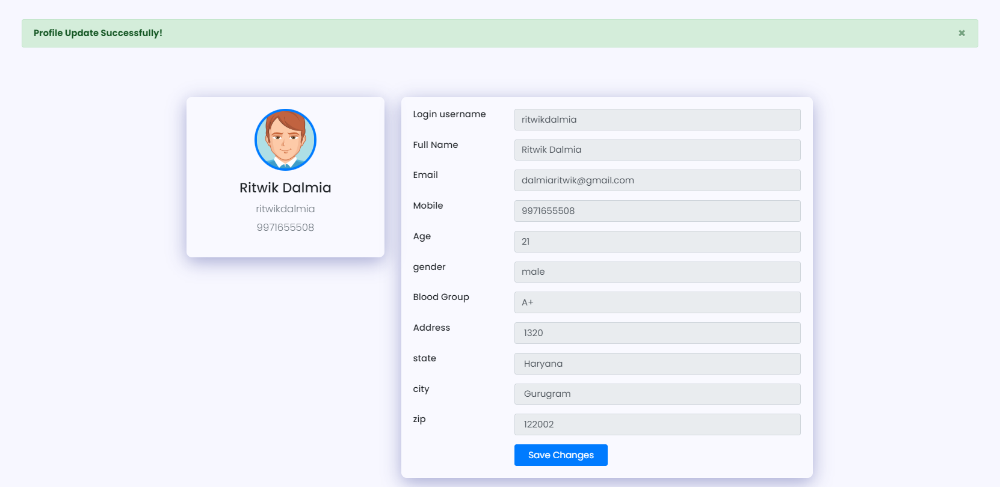 Profile Update Successfully!
×
Ritwik Dalmia
ritwikdalmia
9971655508
Login username ritwikdalmia
Full Name Ritwik Dalmia
Email dalmiaritwik@gmail.com
Mobile 9971655508
Age 21
gender male
Blood Group A+
Address 1320
state Haryana
city Gurugram
zip 122002
Save Changes